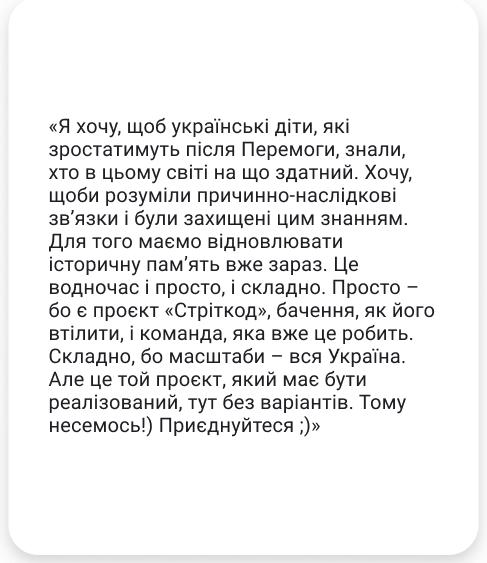 «Я хочу, щоб українські діти, які
зростатимуть після Перемоги, знали,
хто в цьому світі на що здатний. Хочу,
щоби розуміли причинно-наслідкові
зв’язки і були захищені цим знанням.
Для того маємо відновлювати
історичну пам’ять вже зараз. Це
водночас і просто, і складно. Просто –
бо є проєкт «Стріткод», бачення, як його
втілити, і команда, яка вже це робить.
Складно, бо масштаби – вся Україна.
Але це той проєкт, який має бути
реалізований, тут без варіантів. Тому
несемось!) Приєднуйтеся ;)»